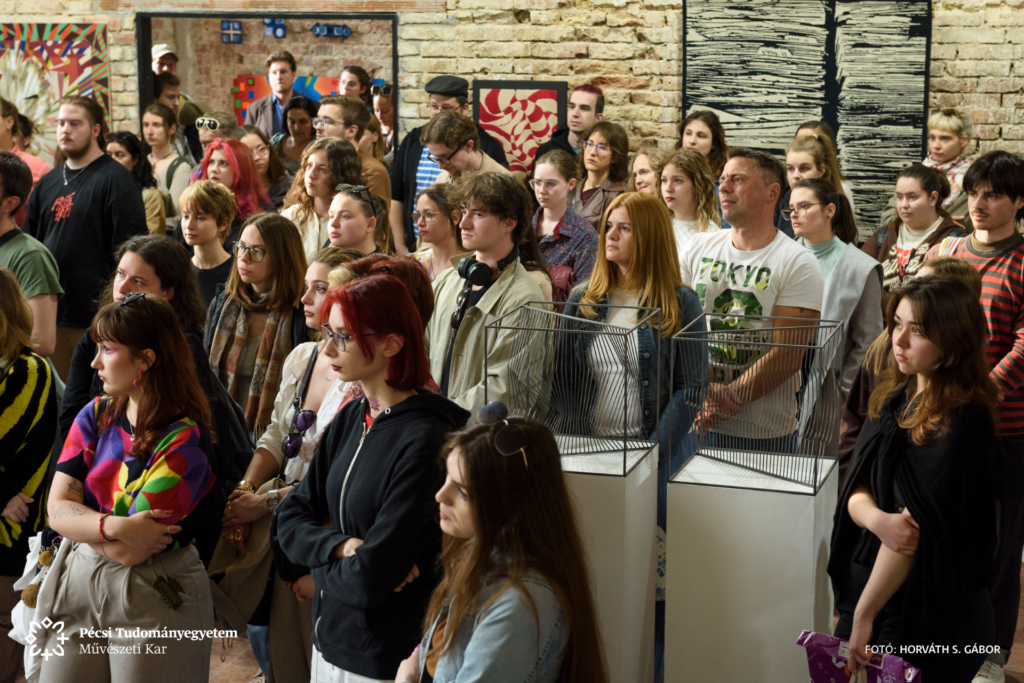 TOKYO
Pécsi Tudományegyetem
Művészeti Kar
FOTÓ: HORVÁTH S. GÁBOR